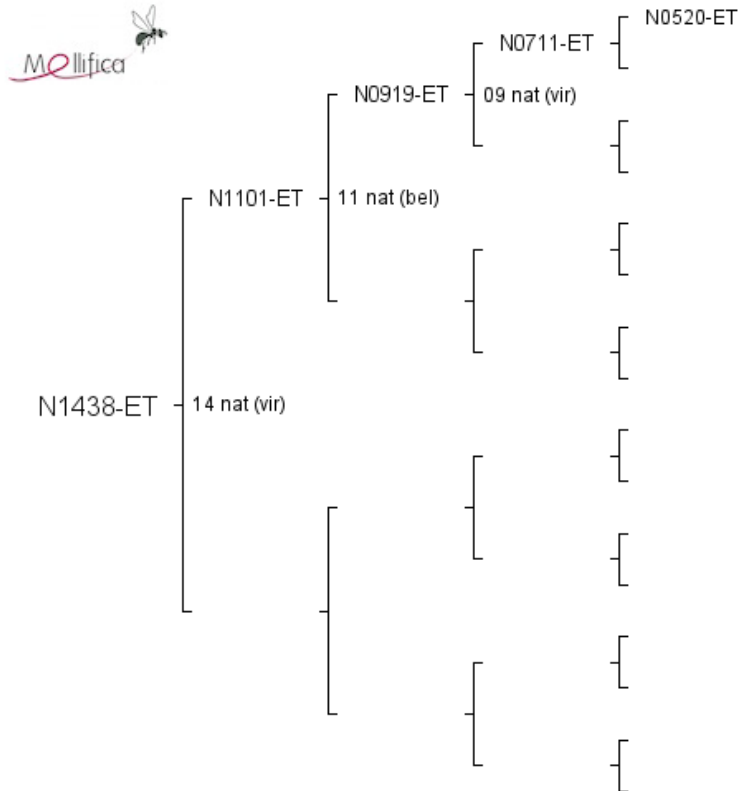 Mellifica
N0520-ET
N0711-ET
N0919-ET
09 nat (vir)
N1101-ET
11 nat (bel)
N1438-ET
14 nat (vir)